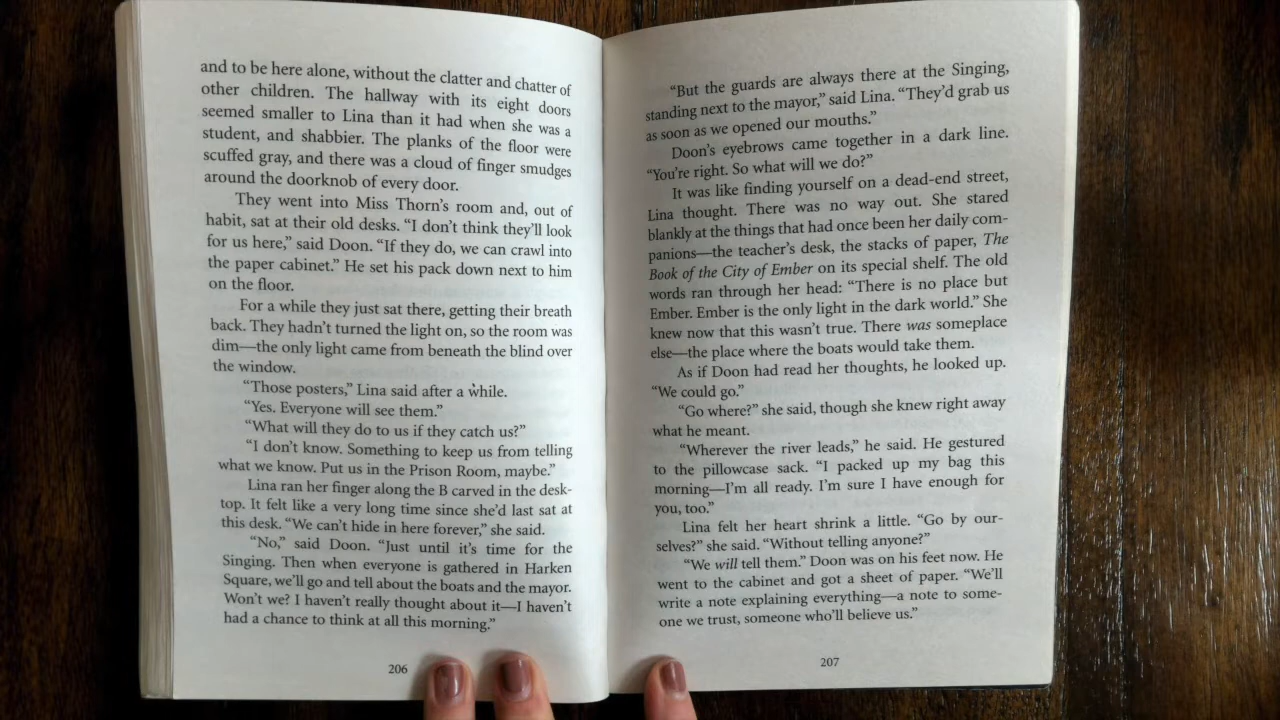 and to be here alone, without the clatter and chatter of
other children. The hallway with its eight doors
seemed smaller to Lina than it had when she was a
student, and shabbier. The planks of the floor were
scuffed gray, and there was a cloud of finger smudges
around the doorknob of every door.
They went into Miss Thorn’s room and, out of
habit, sat at their old desks. “I don’t think they’ll look
for us here,” said Doon. “If they do, we can crawl into
the paper cabinet.” He set his pack down next to him
on the floor.
For a while they just sat there, getting their breath
back. They hadn’t turned the light on, so the room was
dim—the only light came from beneath the blind over
the window.
“Those posters,” Lina said after a while.
“Yes. Everyone will see them.”
“What will they do to us if they catch us?”
“I don’t know. Something to keep us from telling
what we know. Put us in the Prison Room, maybe.”
Lina ran her finger along the B carved in the desk-
top. It felt like a very long time since she’d last sat at
this desk. “We can’t hide in here forever,” she said.
“No,” said Doon. “Just until it’s time for the
Singing. Then when everyone is gathered in Harken
Square, we’ll go and tell about the boats and the mayor.
Won’t we? I haven’t really thought about it—I haven’t
had a chance to think at all this morning.”
206
“But the guards are always there at the Singing,
standing next to the mayor,” said Lina. “They’d grab us
as soon as we opened our mouths.”
Doon’s eyebrows came together in a dark line.
“You’re right. So what will we do?”
It was like finding yourself on a dead-end street,
Lina thought. There was no way out. She stared
blankly at the things that had once been her daily com-
panions—the teacher’s desk, the stacks of paper, The
Book of the City of Ember on its special shelf. The old
words ran through her head: “There is no place but
Ember. Ember is the only light in the dark world.” She
knew now that this wasn’t true. There was someplace
else—the place where the boats would take them.
As if Doon had read her thoughts, he looked up.
“We could go.”
“Go where?” she said, though she knew right away
what he meant.
“Wherever the river leads,” he said. He gestured
to the pillowcase sack. “I packed up my bag this
morning—I’m all ready. I’m sure I have enough for
you, too.”
Lina felt her heart shrink a little. “Go by our-
selves?” she said. “Without telling anyone?”
“We will tell them.” Doon was on his feet now. He
went to the cabinet and got a sheet of paper. “We’ll
write a note explaining everything—a note to some-
one we trust, someone who’ll believe us.”
207